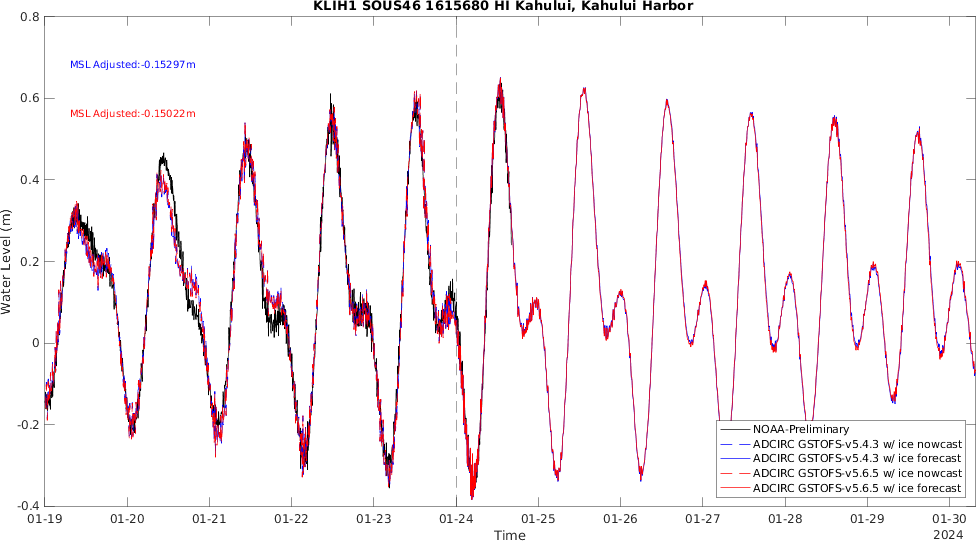 KLIH1 SOUS46 1615680 HI Kahului, Kahului Harbor
0.8
MSL Adjusted:-0.15297m
0.6
MSL Adjusted:-0.15022m
0.4
0.2
Water Level (m)
0
-0.2
NOAA-Preliminary
ADCIRC GSTOFS-v5.4.3 w/ ice nowcast
ADCIRC GSTOFS-v5.4.3 w/ ice forecast
ADCIRC GSTOFS-v5.6.5 w/ ice nowcast
ADCIRC GSTOFS-v5.6.5 w/ ice forecast
-0.4
01-19 01-20 01-21 01-22 01-23 01-24 01-25 01-26 01-27 01-28 01-29 01-30
Time
2024